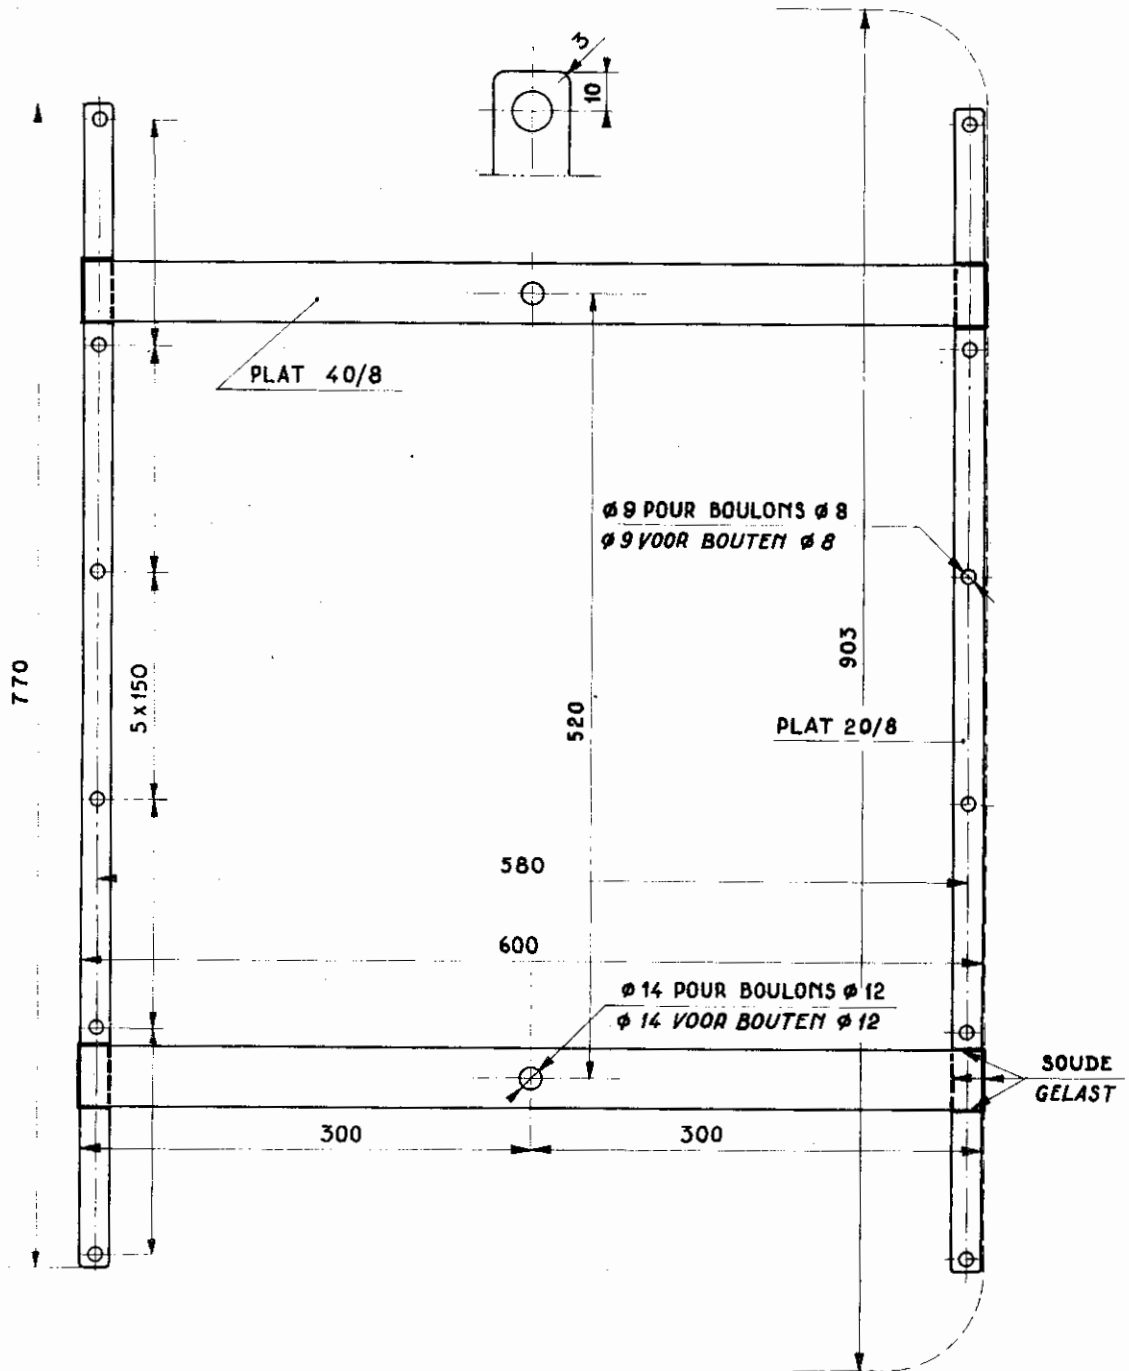 3
10
PLAT 40/8
ø 9 POUR BOULONS ø 8
ø 9 VOOR BOUTEN ø 8
903
770
5 x 150
520
PLAT 20/8
580
600
ø 14 POUR BOULONS ø 12
ø 14 VOOR BOUTEN ø 12
SOUDE
GELAST
300
300